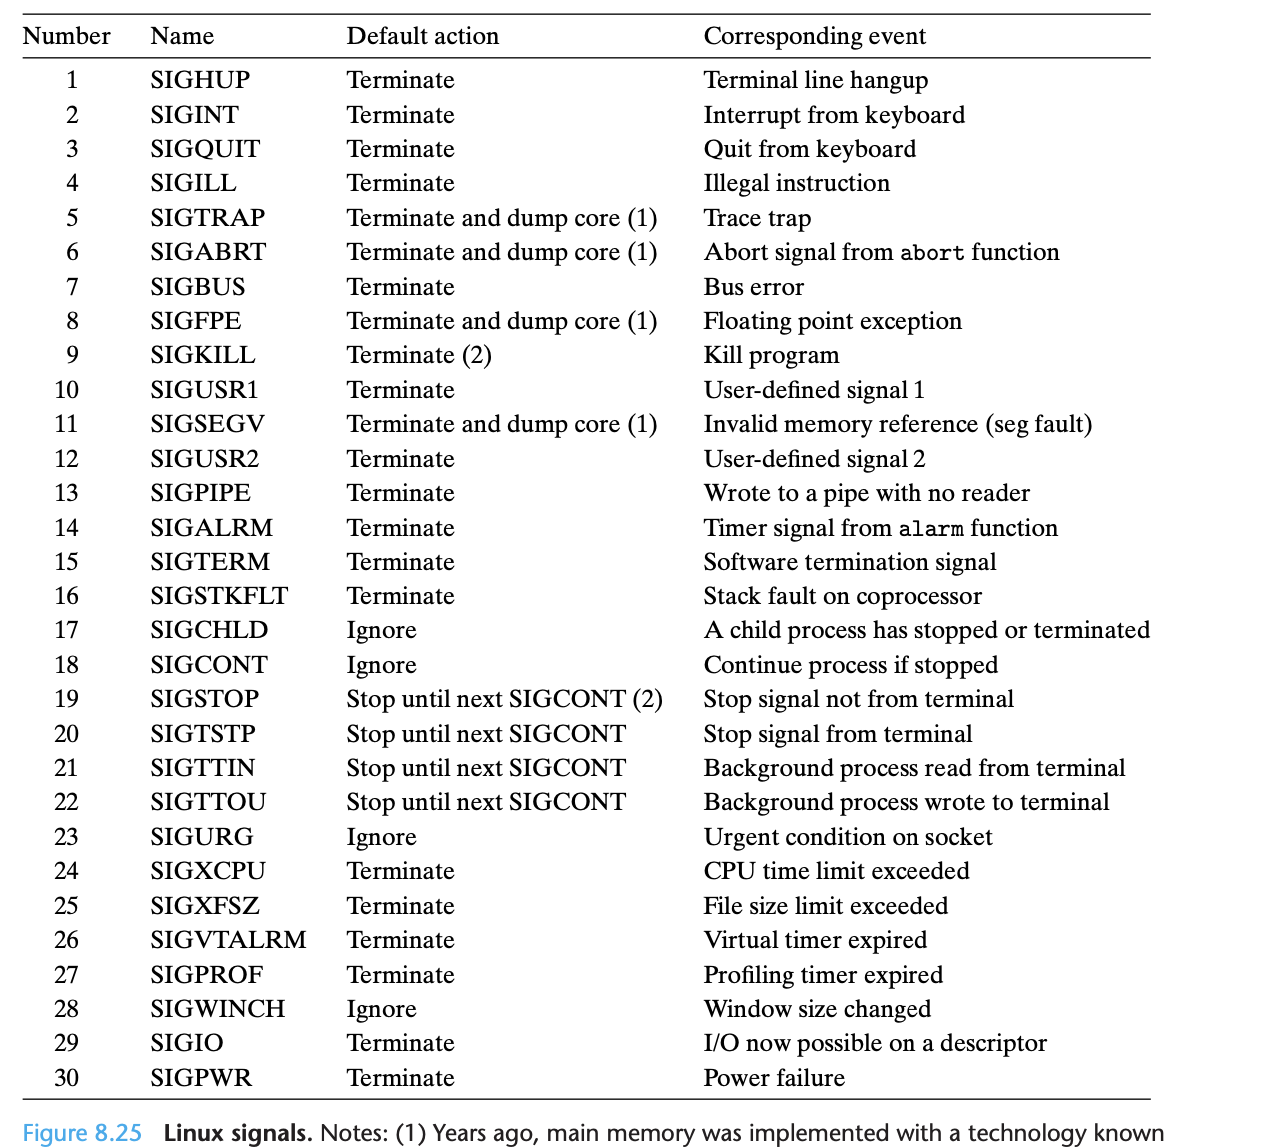 Number Name Default action Corresponding event
1 SIGHUP Terminate Terminal line hangup
2 SIGINT Terminate Interrupt from keyboard
3 SIGQUIT Terminate Quit from keyboard
4 SIGILL Terminate Illegal instruction
5 SIGTRAP Terminate and dump core (1) Trace trap
6 SIGABRT Terminate and dump core (1) Abort signal from abort function
7 SIGBUS Terminate Bus error
8 SIGFPE Terminate and dump core (1) Floating point exception
9 SIGKILL Terminate (2) Kill program
10 SIGUSR1 Terminate User-defined signal 1
11 SIGSEGV Terminate and dump core (1) Invalid memory reference (seg fault)
12 SIGUSR2 Terminate User-defined signal 2
13 SIGPIPE Terminate Wrote to a pipe with no reader
14 SIGALRM Terminate Timer signal from alarm function
15 SIGTERM Terminate Software termination signal
16 SIGSTKFLT Terminate Stack fault on coprocessor
17 SIGCHLD Ignore A child process has stopped or terminated
18 SIGCONT Ignore Continue process if stopped
19 SIGSTOP Stop until next SIGCONT (2) Stop signal not from terminal
20 SIGTSTP Stop until next SIGCONT Stop signal from terminal
21 SIGTTIN Stop until next SIGCONT Background process read from terminal
22 SIGTTOU Stop until next SIGCONT Background process wrote to terminal
23 SIGURG Ignore Urgent condition on socket
24 SIGXCPU Terminate CPU time limit exceeded
25 SIGXFSZ Terminate File size limit exceeded
26 SIGVTALRM Terminate Virtual timer expired
27 SIGPROF Terminate Profiling timer expired
28 SIGWINCH Ignore Window size changed
29 SIGIO Terminate I/O now possible on a descriptor
30 SIGPWR Terminate Power failure
Figure 8.25 Linux signals. Notes: (1) Years ago, main memory was implemented with a technology known